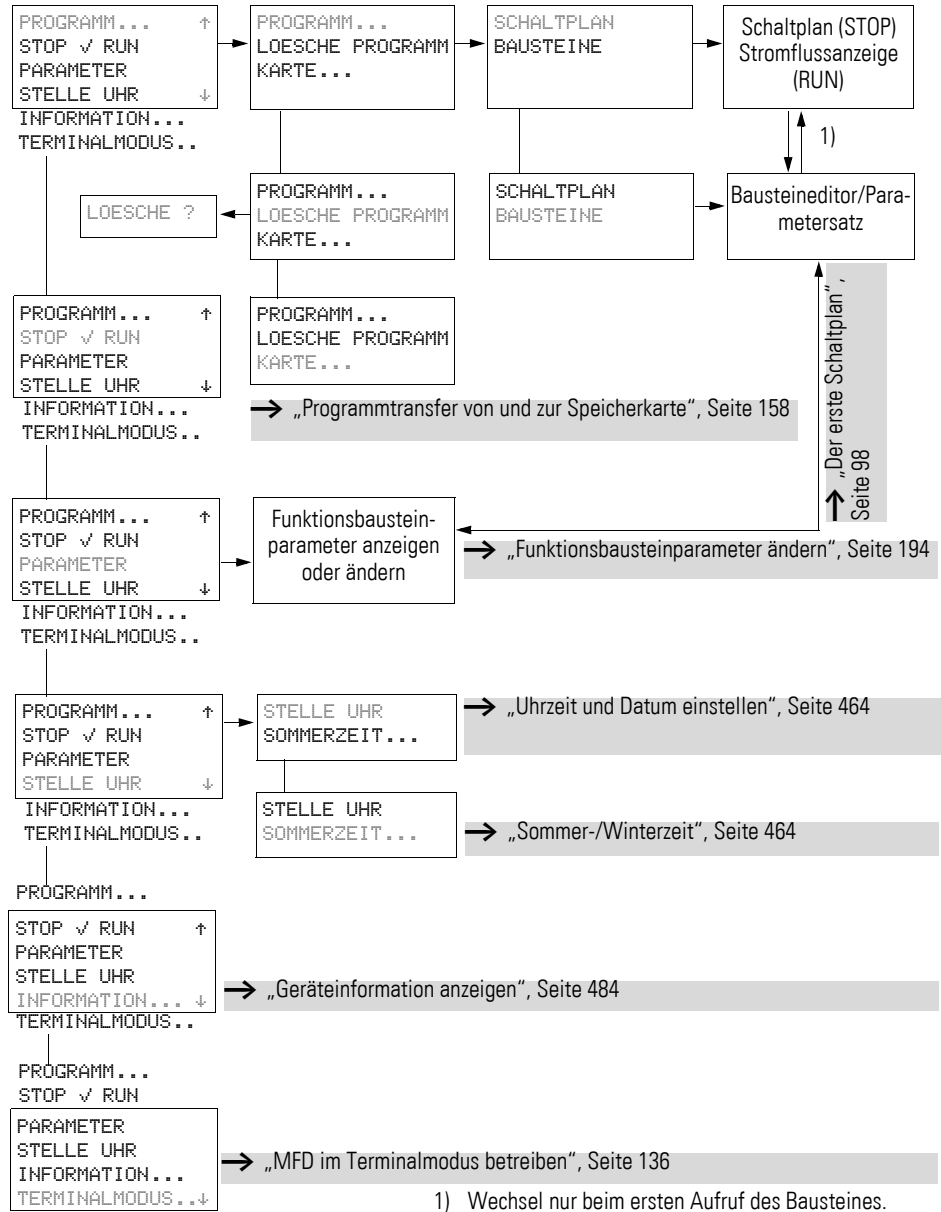 PROGRAMM... ↑
STOP √ RUN
PARAMETER
STELLE UHR ↓
INFORMATION...
TERMINALMODUS..
PROGRAMM...
LOESCHE PROGRAMM
KARTE...
SCHALTPLAN
BAUSTEINE
Schaltplan (STOP)
Stromflussanzeige
(RUN)
1)
LOESCHE ?
PROGRAMM...
LOESCHE PROGRAMM
KARTE...
SCHALTPLAN
BAUSTEINE
Bausteineditor/Para-
metersatz
PROGRAMM... ↑
STOP √ RUN
PARAMETER
STELLE UHR ↓
INFORMATION...
TERMINALMODUS..
PROGRAMM...
LOESCHE PROGRAMM
KARTE...
→ „Programmtransfer von und zur Speicherkarte“, Seite 158
→ „Der erste Schaltplan“,
Seite 98
PROGRAMM... ↑
STOP √ RUN
PARAMETER
STELLE UHR ↓
INFORMATION...
TERMINALMODUS..
Funktionsbaustein-
parameter anzeigen
oder ändern
→ „Funktionsbausteinparameter ändern“, Seite 194
PROGRAMM... ↑
STOP √ RUN
PARAMETER
STELLE UHR ↓
INFORMATION...
TERMINALMODUS..
STELLE UHR
SOMMERZEIT...
→ „Uhrzeit und Datum einstellen“, Seite 464
STELLE UHR
SOMMERZEIT...
→ „Sommer-/Winterzeit“, Seite 464
PROGRAMM...
STOP √ RUN ↑
PARAMETER
STELLE UHR
INFORMATION... ↓
TERMINALMODUS..
→ „Geräteinformation anzeigen“, Seite 484
PROGRAMM...
STOP √ RUN
PARAMETER
STELLE UHR
INFORMATION...
TERMINALMODUS..↓
→ „MFD im Terminalmodus betreiben“, Seite 136
1) Wechsel nur beim ersten Aufruf des Bausteines.